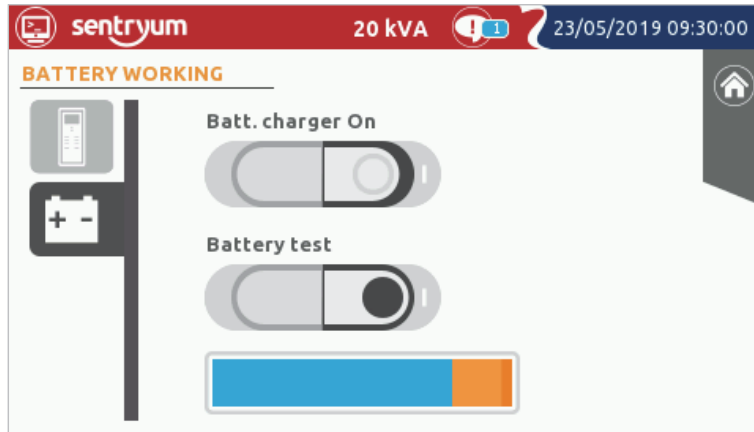 sentryum
20 kVA
1
23/05/2019 09:30:00
BATTERY WORKING
Batt. charger On
+ -
Battery test